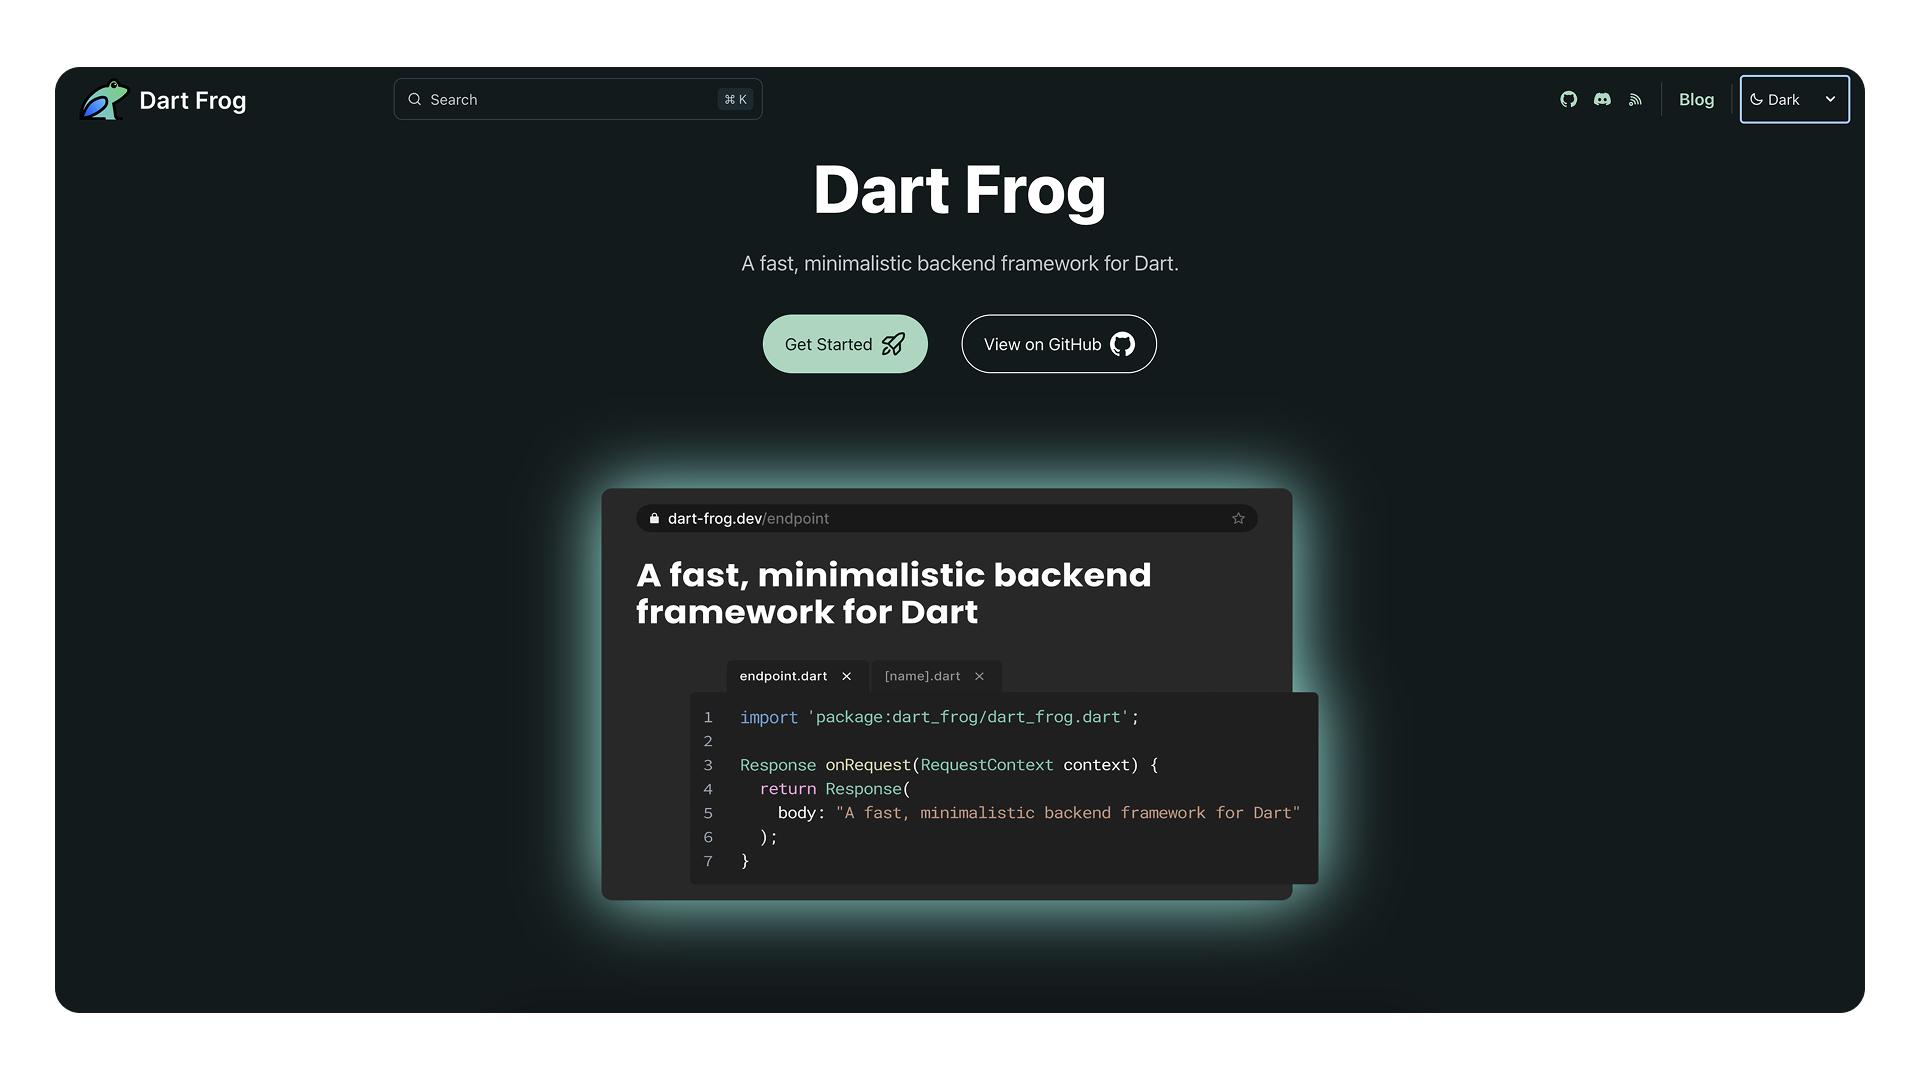 Dart Frog
Search
⌘ K
Blog
Dark
Dart Frog
A fast, minimalistic backend framework for Dart.
Get Started
View on GitHub
dart-frog.dev/endpoint
A fast, minimalistic backend
framework for Dart
endpoint.dart
[name].dart
1 import 'package:dart_frog/dart_frog.dart';
2
3 Response onRequest(RequestContext context) {
4 return Response(
5 body: "A fast, minimalistic backend framework for Dart"
6 );
7 }